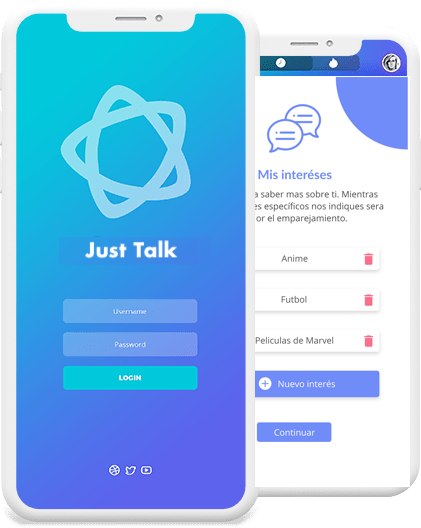 Just Talk
Username
Password
LOGIN
Mis interéses
a saber mas sobre ti. Mientras
es específicos nos indiques sera
or el emparejamiento.
Anime
Futbol
Peliculas de Marvel
Nuevo interés
Continuar